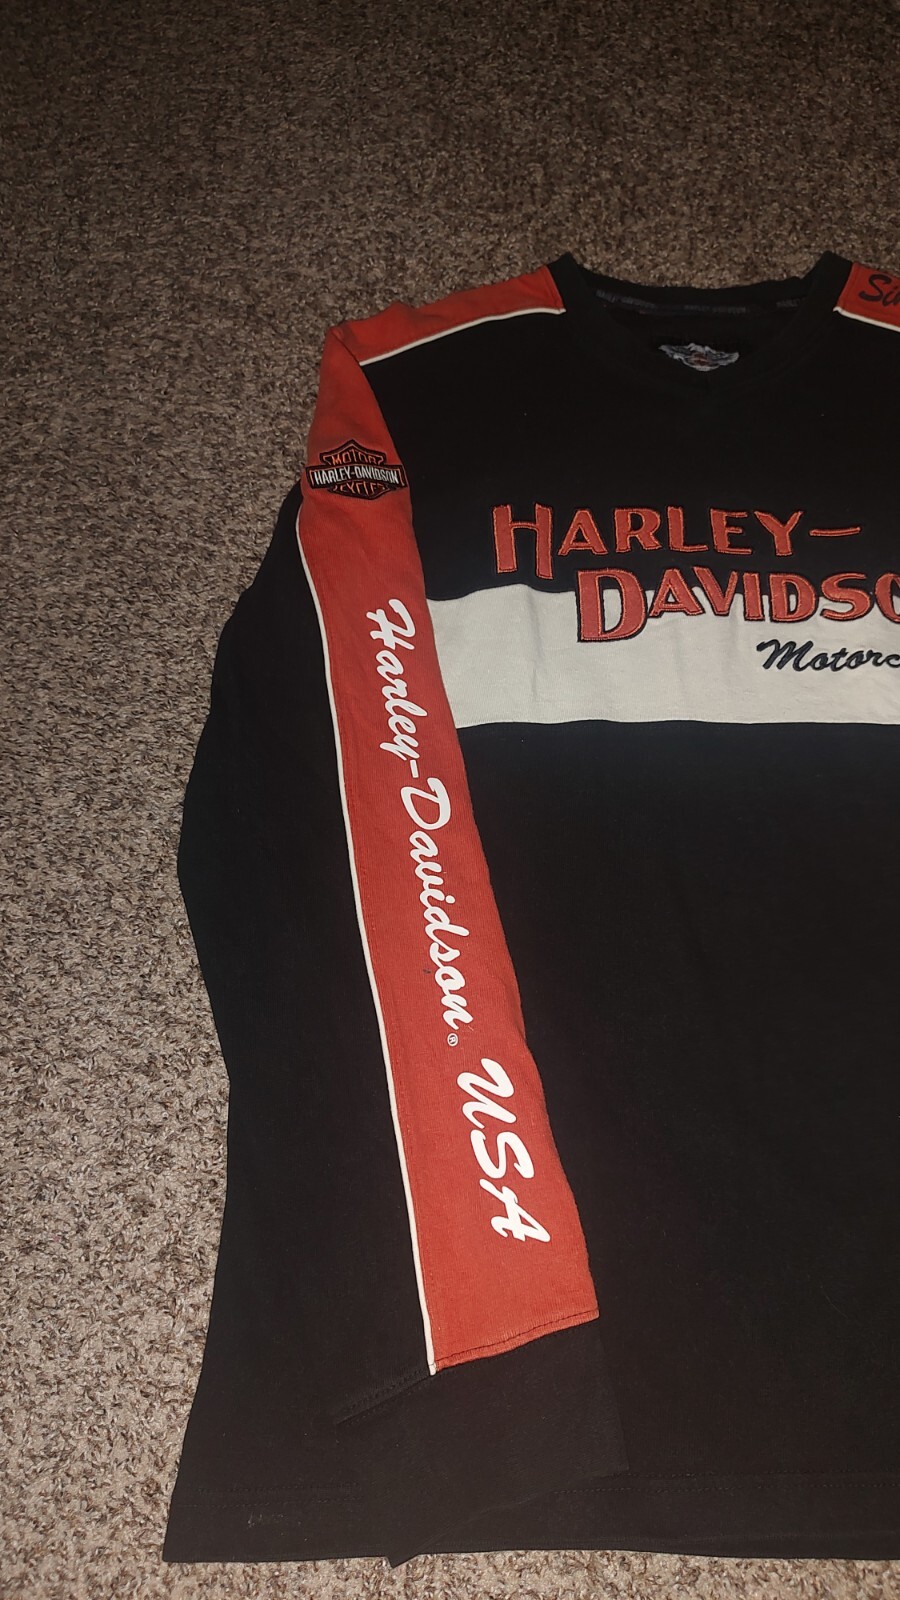 MOTOR
HARLEY-DAVIDSON
CYCLES
HARLEY-
DAVIDSO
Motorc
Harley-Davidson® USA